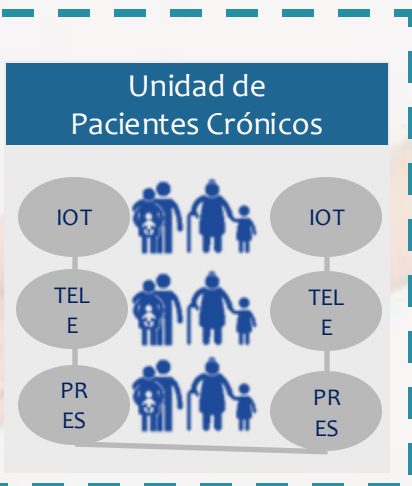 Unidad de
Pacientes Crónicos
IOT
IOT
TEL
E
TEL
E
PR
ES
PR
ES